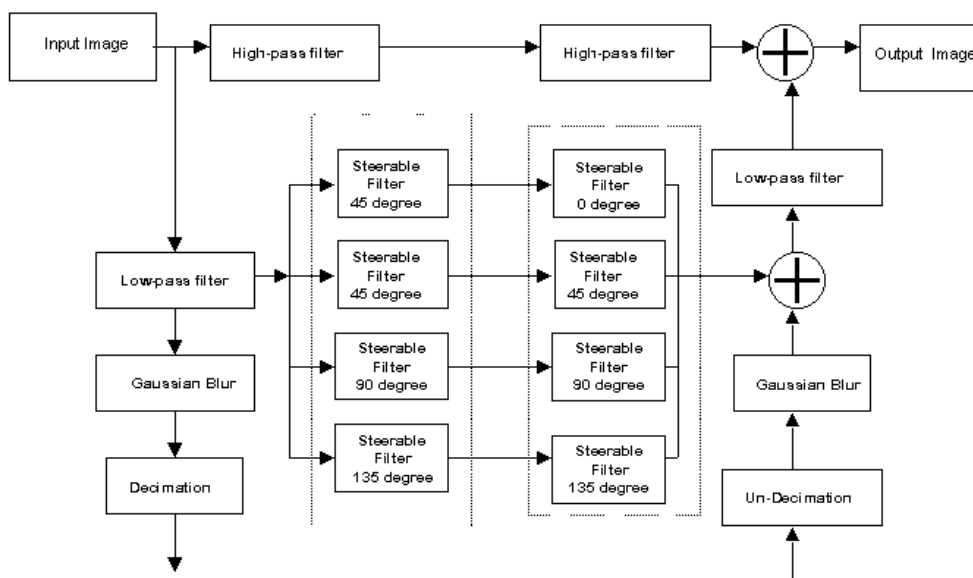 Input Image
High-pass filter
High-pass filter
Output Image
Steerable
Filter
45 degree
Steerable
Filter
0 degree
Low-pass filter
Low-pass filter
Steerable
Filter
45 degree
Steerable
Filter
45 degree
Gaussian Blur
Steerable
Filter
90 degree
Steerable
Filter
90 degree
Gaussian Blur
Decimation
Steerable
Filter
135 degree
Steerable
Filter
135 degree
Un-Decimation